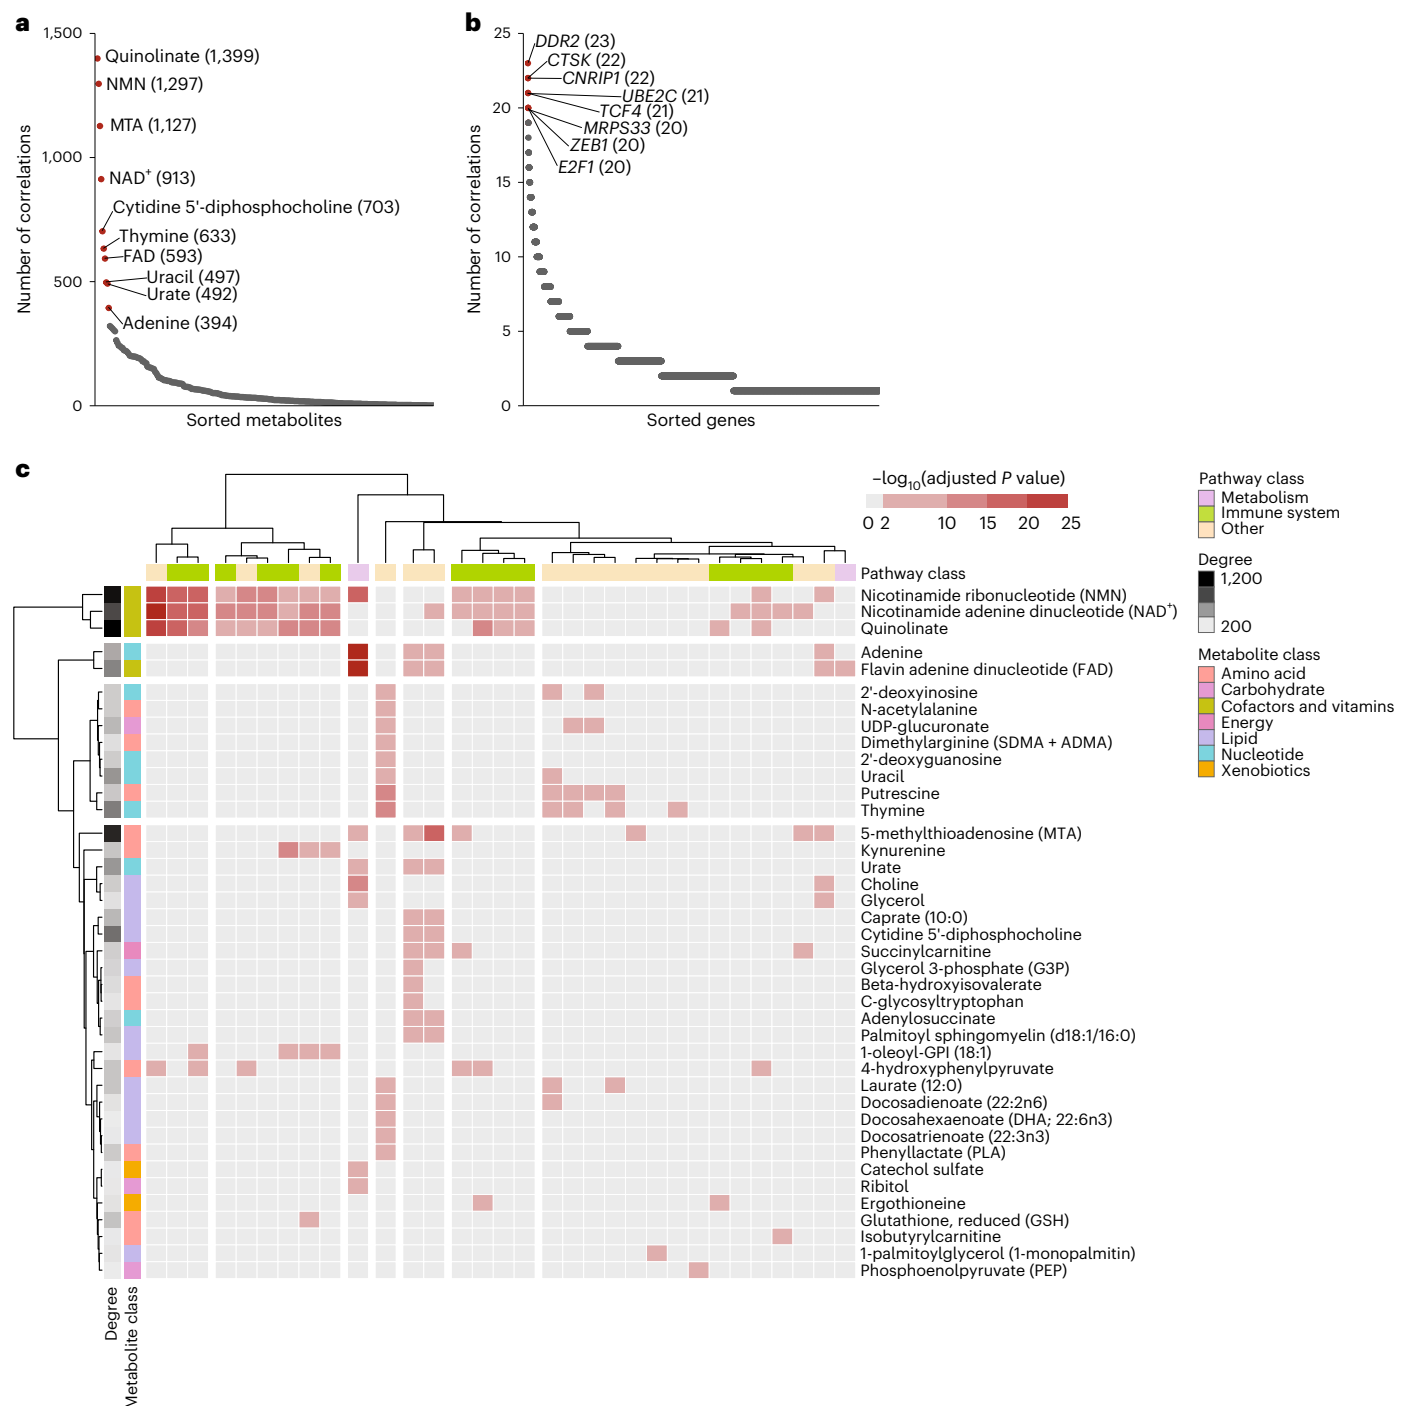 a
1,500
1,000
500
0
Number of correlations
Quinolinate (1,399)
NMN (1,297)
MTA (1,127)
NAD⁺ (913)
Cytidine 5'-diphosphocholine (703)
Thymine (633)
FAD (593)
Uracil (497)
Urate (492)
Adenine (394)
Sorted metabolites
b
25
20
15
10
5
0
Number of correlations
DDR2 (23)
CTSK (22)
CNRIP1 (22)
UBE2C (21)
TCF4 (21)
MRPS33 (20)
ZEB1 (20)
E2F1 (20)
Sorted genes
c
–log₁₀(adjusted P value)
0 2 10 15 20 25
Pathway class
Metabolism
Immune system
Other
Degree
1,200
200
Metabolite class
Amino acid
Carbohydrate
Cofactors and vitamins
Energy
Lipid
Nucleotide
Xenobiotics
Pathway class
Nicotinamide ribonucleotide (NMN)
Nicotinamide adenine dinucleotide (NAD⁺)
Quinolinate
Adenine
Flavin adenine dinucleotide (FAD)
2'-deoxyinosine
N-acetylalanine
UDP-glucuronate
Dimethylarginine (SDMA + ADMA)
2'-deoxyguanosine
Uracil
Putrescine
Thymine
5-methylthioadenosine (MTA)
Kynurenine
Urate
Choline
Glycerol
Caprate (10:0)
Cytidine 5'-diphosphocholine
Succinylcarnitine
Glycerol 3-phosphate (G3P)
Beta-hydroxyisovalerate
C-glycosyltryptophan
Adenylosuccinate
Palmitoyl sphingomyelin (d18:1/16:0)
1-oleoyl-GPI (18:1)
4-hydroxyphenylpyruvate
Laurate (12:0)
Docosadienoate (22:2n6)
Docosahexaenoate (DHA; 22:6n3)
Docosatrienoate (22:3n3)
Phenyllactate (PLA)
Catechol sulfate
Ribitol
Ergothioneine
Glutathione, reduced (GSH)
Isobutyrylcarnitine
1-palmitoylglycerol (1-monopalmitin)
Phosphoenolpyruvate (PEP)
Degree
Metabolite class